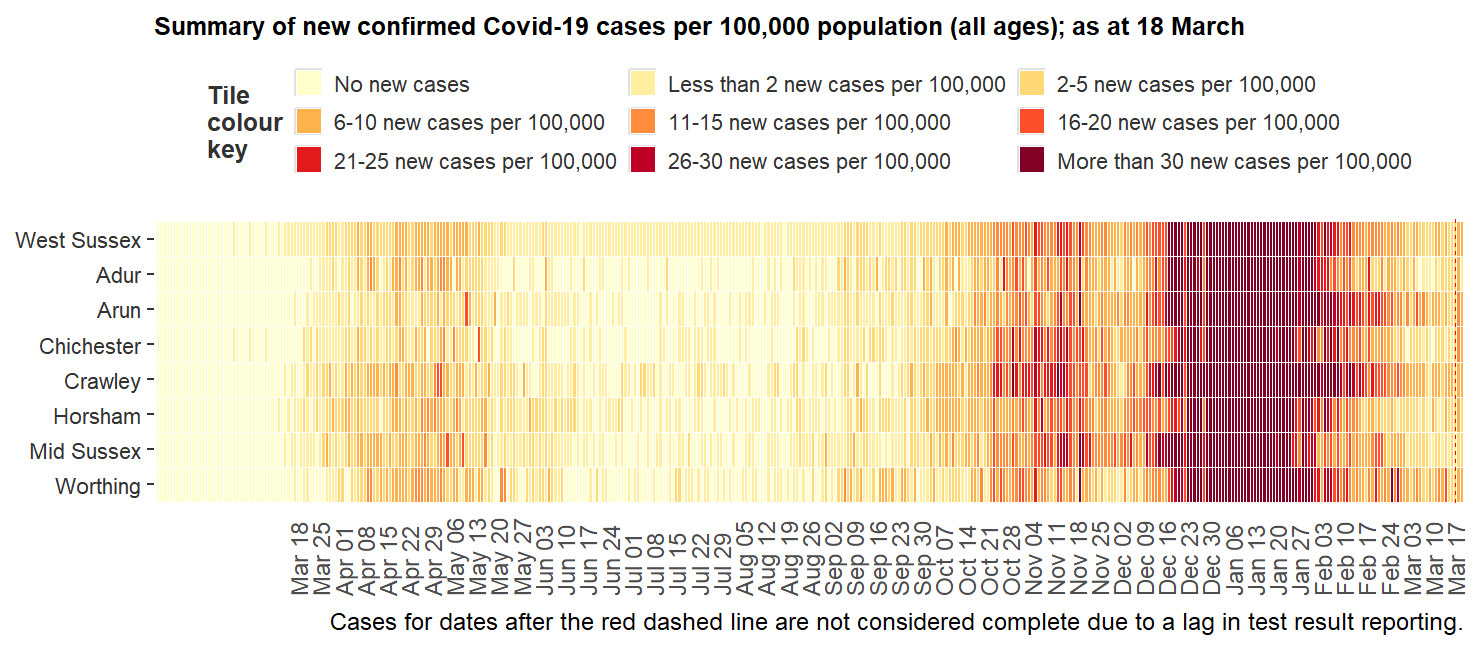 Summary of new confirmed Covid-19 cases per 100,000 population (all ages); as at 18 March
Tile
colour
key
No new cases
Less than 2 new cases per 100,000
2-5 new cases per 100,000
6-10 new cases per 100,000
11-15 new cases per 100,000
16-20 new cases per 100,000
21-25 new cases per 100,000
26-30 new cases per 100,000
More than 30 new cases per 100,000
West Sussex
Adur
Arun
Chichester
Crawley
Horsham
Mid Sussex
Worthing
Mar 18
Mar 25
Apr 01
Apr 08
Apr 15
Apr 22
Apr 29
May 06
May 13
May 20
May 27
Jun 03
Jun 10
Jun 17
Jun 24
Jul 01
Jul 08
Jul 15
Jul 22
Jul 29
Aug 05
Aug 12
Aug 19
Aug 26
Sep 02
Sep 09
Sep 16
Sep 23
Sep 30
Oct 07
Oct 14
Oct 21
Oct 28
Nov 04
Nov 11
Nov 18
Nov 25
Dec 02
Dec 09
Dec 16
Dec 23
Dec 30
Jan 06
Jan 13
Jan 20
Jan 27
Feb 03
Feb 10
Feb 17
Feb 24
Mar 03
Mar 10
Mar 17
Cases for dates after the red dashed line are not considered complete due to a lag in test result reporting.